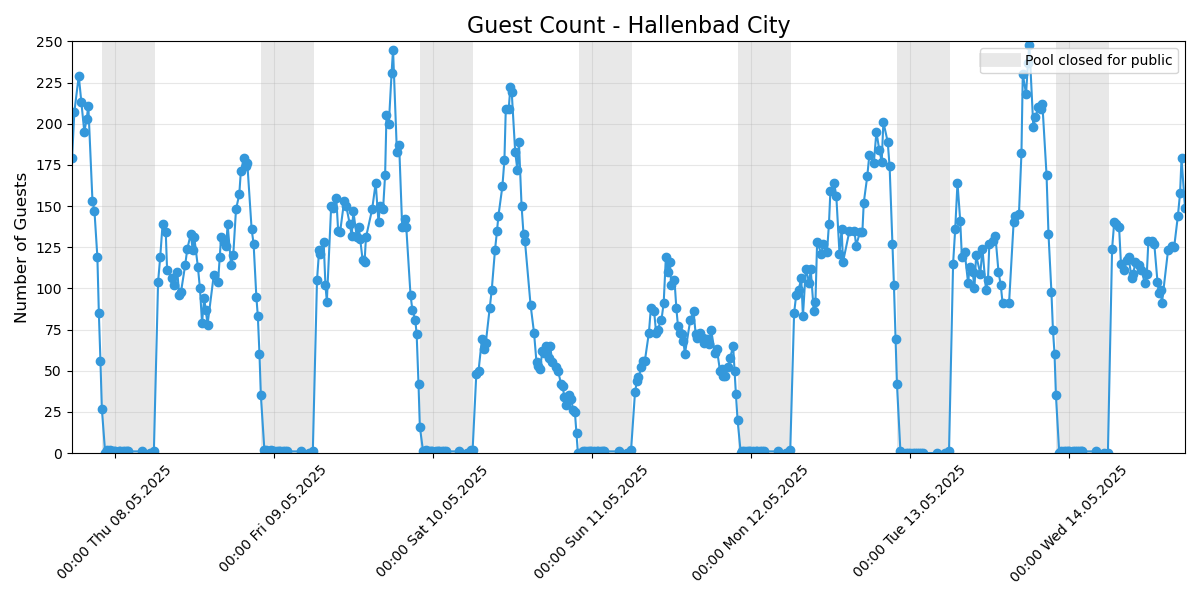 Guest Count - Hallenbad City
Pool closed for public
Number of Guests
250
225
200
175
150
125
100
75
50
25
0
00:00 Thu 08.05.2025
00:00 Fri 09.05.2025
00:00 Sat 10.05.2025
00:00 Sun 11.05.2025
00:00 Mon 12.05.2025
00:00 Tue 13.05.2025
00:00 Wed 14.05.2025